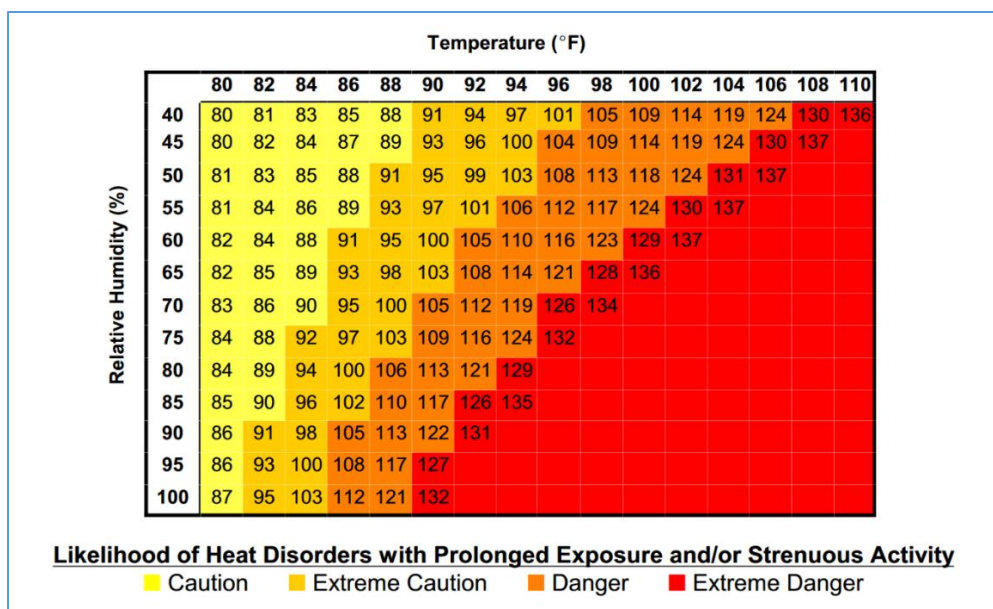 Temperature (°F)
80 82 84 86 88 90 92 94 96 98 100 102 104 106 108 110
Relative Humidity (%)
40 80 81 83 85 88 91 94 97 101 105 109 114 119 124 130 136
45 80 82 84 87 89 93 96 100 104 109 114 119 124 130 137
50 81 83 85 88 91 95 99 103 108 113 118 124 131 137
55 81 84 86 89 93 97 101 106 112 117 124 130 137
60 82 84 88 91 95 100 105 110 116 123 129 137
65 82 85 89 93 98 103 108 114 121 128 136
70 83 86 90 95 100 105 112 119 126 134
75 84 88 92 97 103 109 116 124 132
80 84 89 94 100 106 113 121 129
85 85 90 96 102 110 117 126 135
90 86 91 98 105 113 122 131
95 86 93 100 108 117 127
100 87 95 103 112 121 132
Likelihood of Heat Disorders with Prolonged Exposure and/or Strenuous Activity
Caution Extreme Caution Danger Extreme Danger